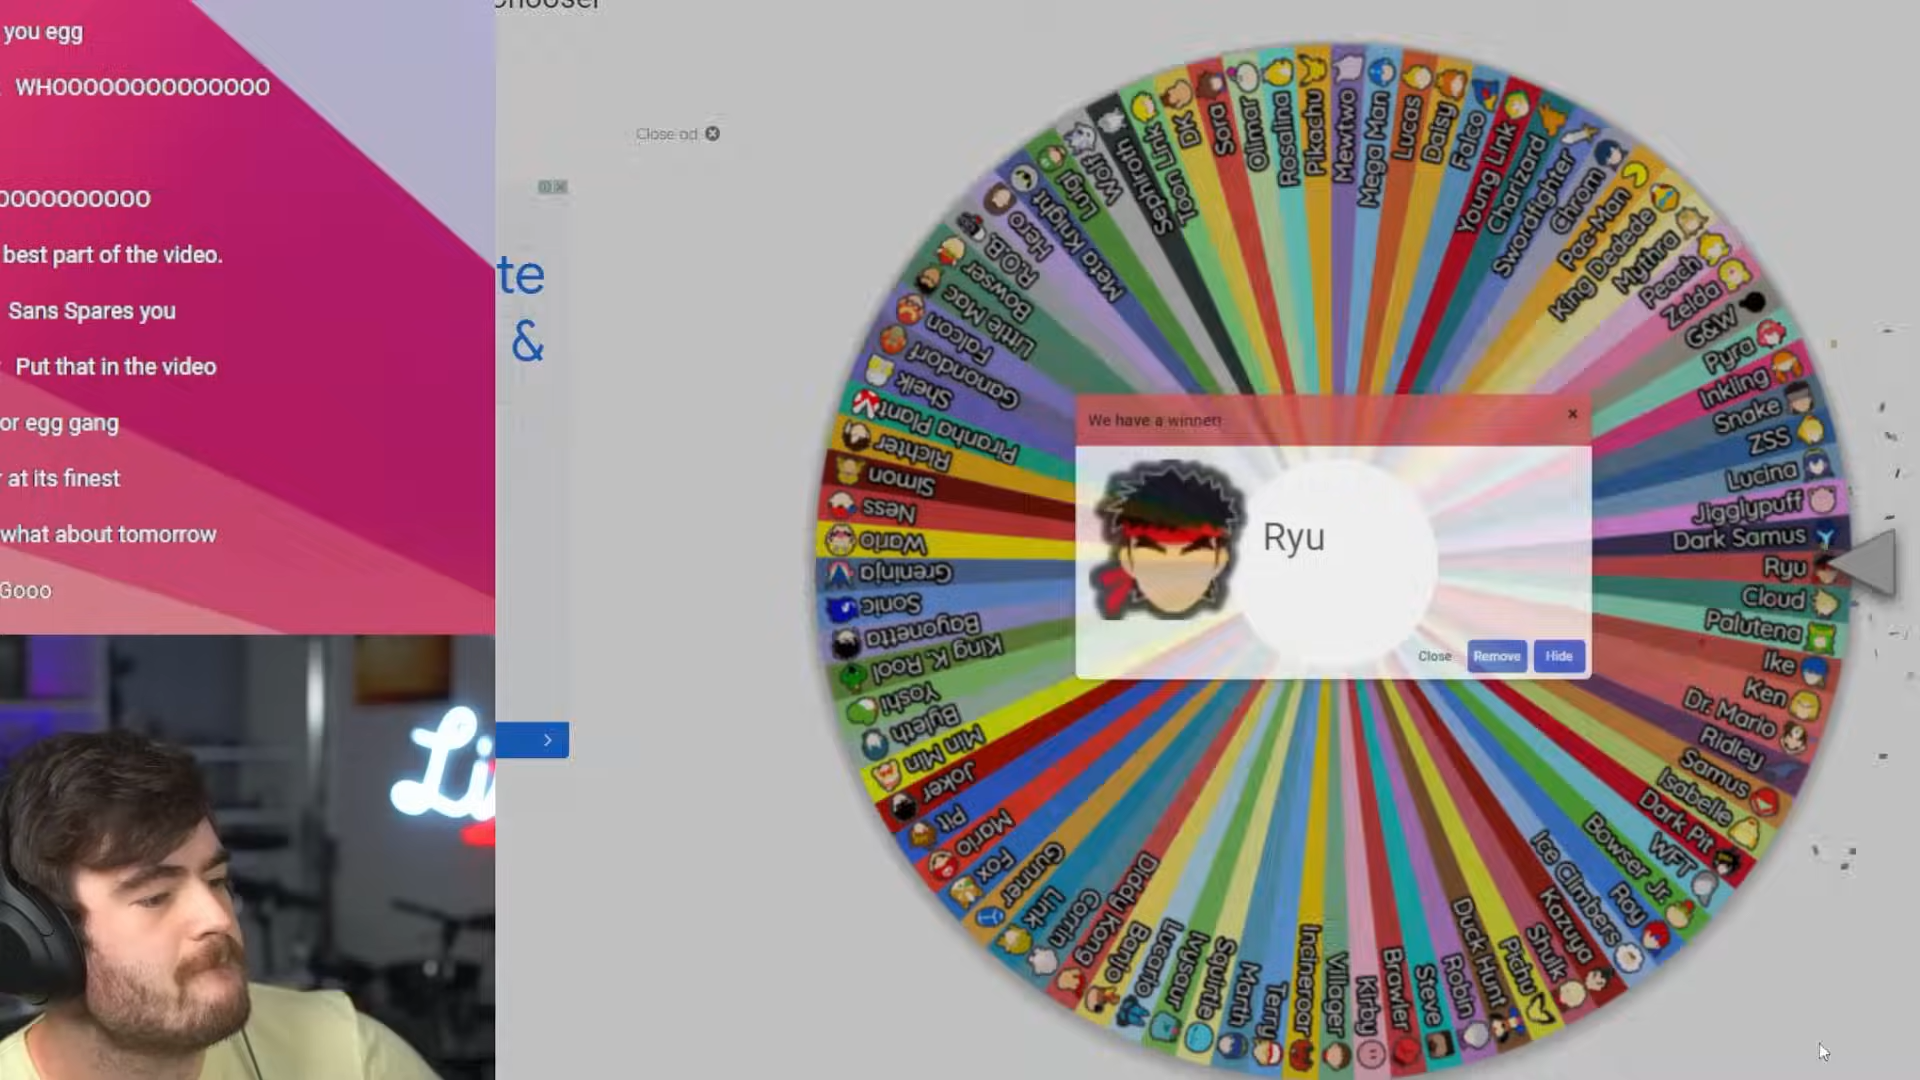 you egg
WHOOOOOOOOOOOOOO
OOOOOOOOOO
best part of the video.
Sans Spares you
Put that in the video
or egg gang
at its finest
what about tomorrow
Gooo
Li
chooser
Close ad
te
&
We have a winner!
Ryu
Close
Remove
Hide
Sora
Olimar
Rosalina
Pikachu
Mewtwo
Mega Man
Lucas
Daisy
Falco
Young Link
Charizard
Swordfighter
Chrom
Pac-Man
King Dedede
Mythra
Peach
Zelda
G&W
Pyra
Inkling
Snake
ZSS
Lucina
Jigglypuff
Dark Samus
Ryu
Cloud
Palutena
Ike
Ken
Dr. Mario
Ridley
Samus
Isabelle
Dark Pit
WFT
Bowser Jr.
Roy
Ice Climbers
Kazuya
Shulk
Pichu
Duck Hunt
Robin
Steve
Brawler
Kirby
Villager
Incineroar
Terry
Marth
Squirtle
Ivysaur
Lucario
Banjo
Diddy Kong
Corrin
Link
Gunner
Fox
Mario
Pit
Joker
Min Min
Byleth
Yoshi
King K. Rool
Bayonetta
Sonic
Greninja
Wario
Ness
Simon
Richter
Piranha Plant
Sheik
Ganondorf
Falcon
Little Mac
Bowser
R.O.B.
Hero
Meta Knight
Luigi
Wolf
Sephiroth
Toon Link
DK